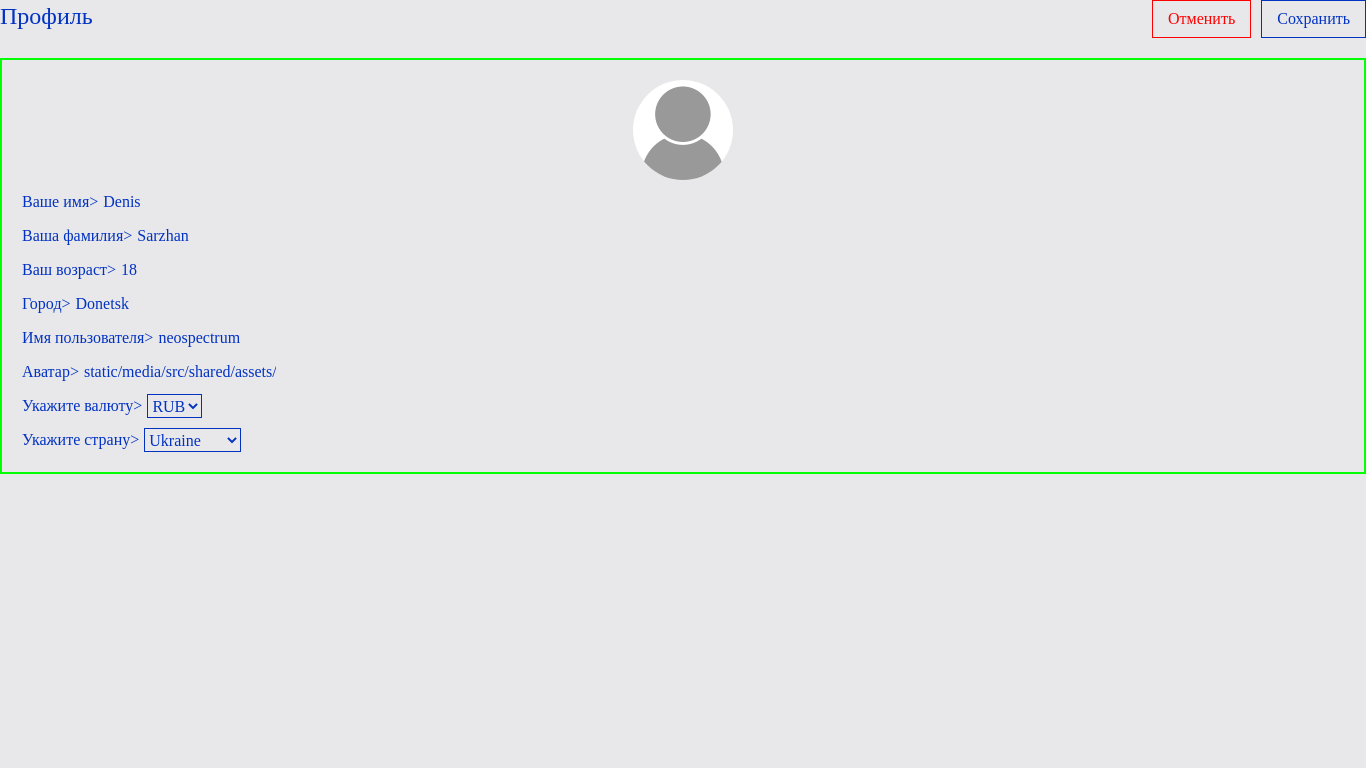 Профиль
Отменить
Сохранить
Ваше имя> Denis
Ваша фамилия> Sarzhan
Ваш возраст> 18
Город> Donetsk
Имя пользователя> neospectrum
Аватар> static/media/src/shared/assets/
Укажите валюту> RUB
Укажите страну> Ukraine